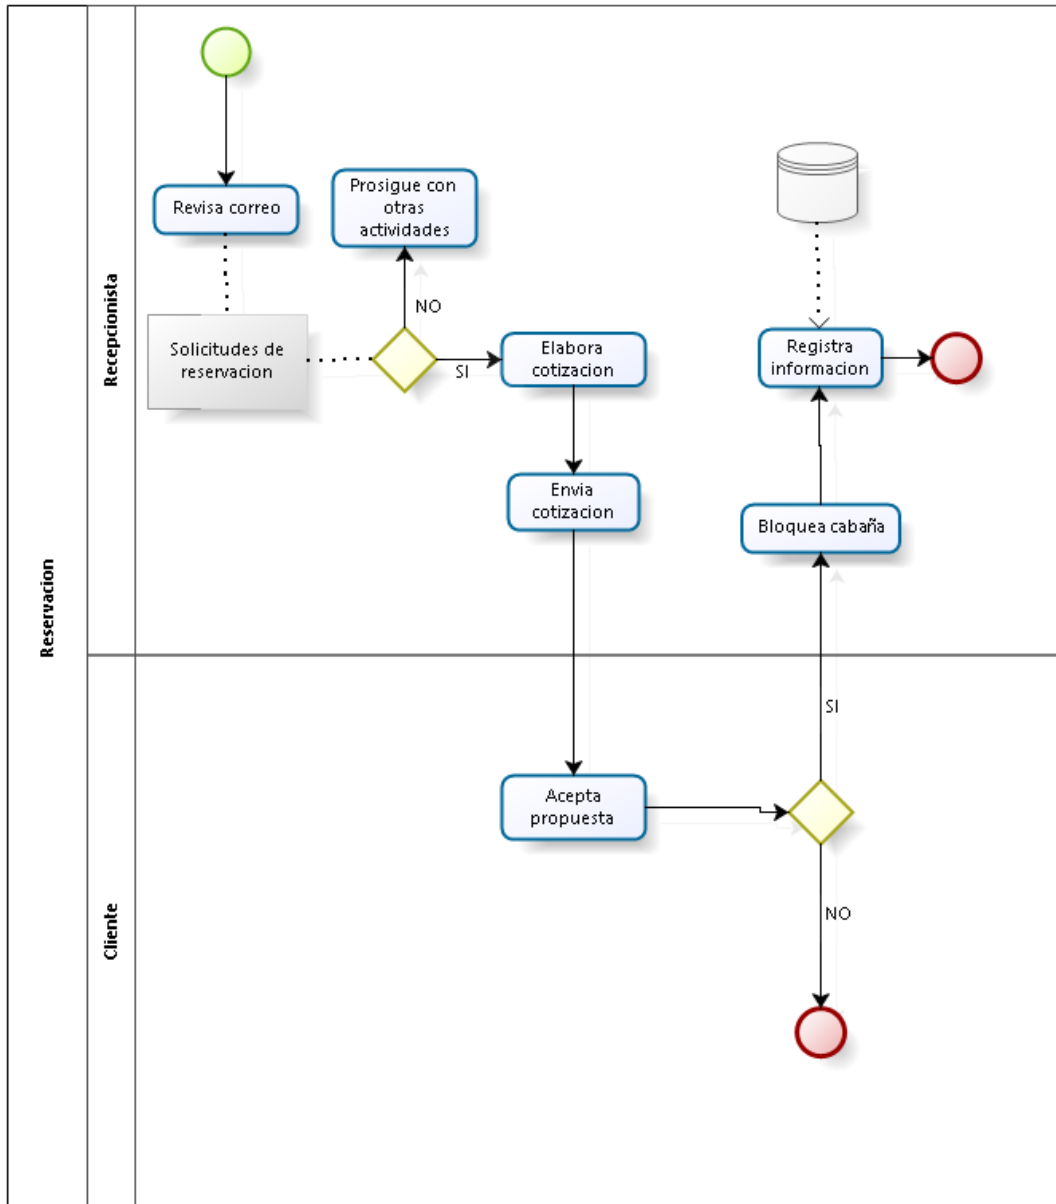 Reservacion
Recepcionista
Revisa correo
Prosigue con
otras
actividades
NO
Solicitudes de
reservacion
SI
Elabora
cotizacion
Registra
informacion
Envia
cotizacion
Bloquea cabaña
Cliente
SI
Acepta
propuesta
NO